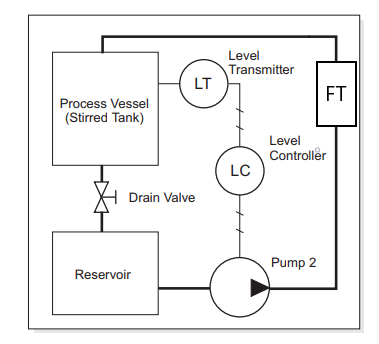 Level
Transmitter
LT
FT
Process Vessel
(Stirred Tank)
Level
Controller
LC
Drain Valve
Reservoir
Pump 2